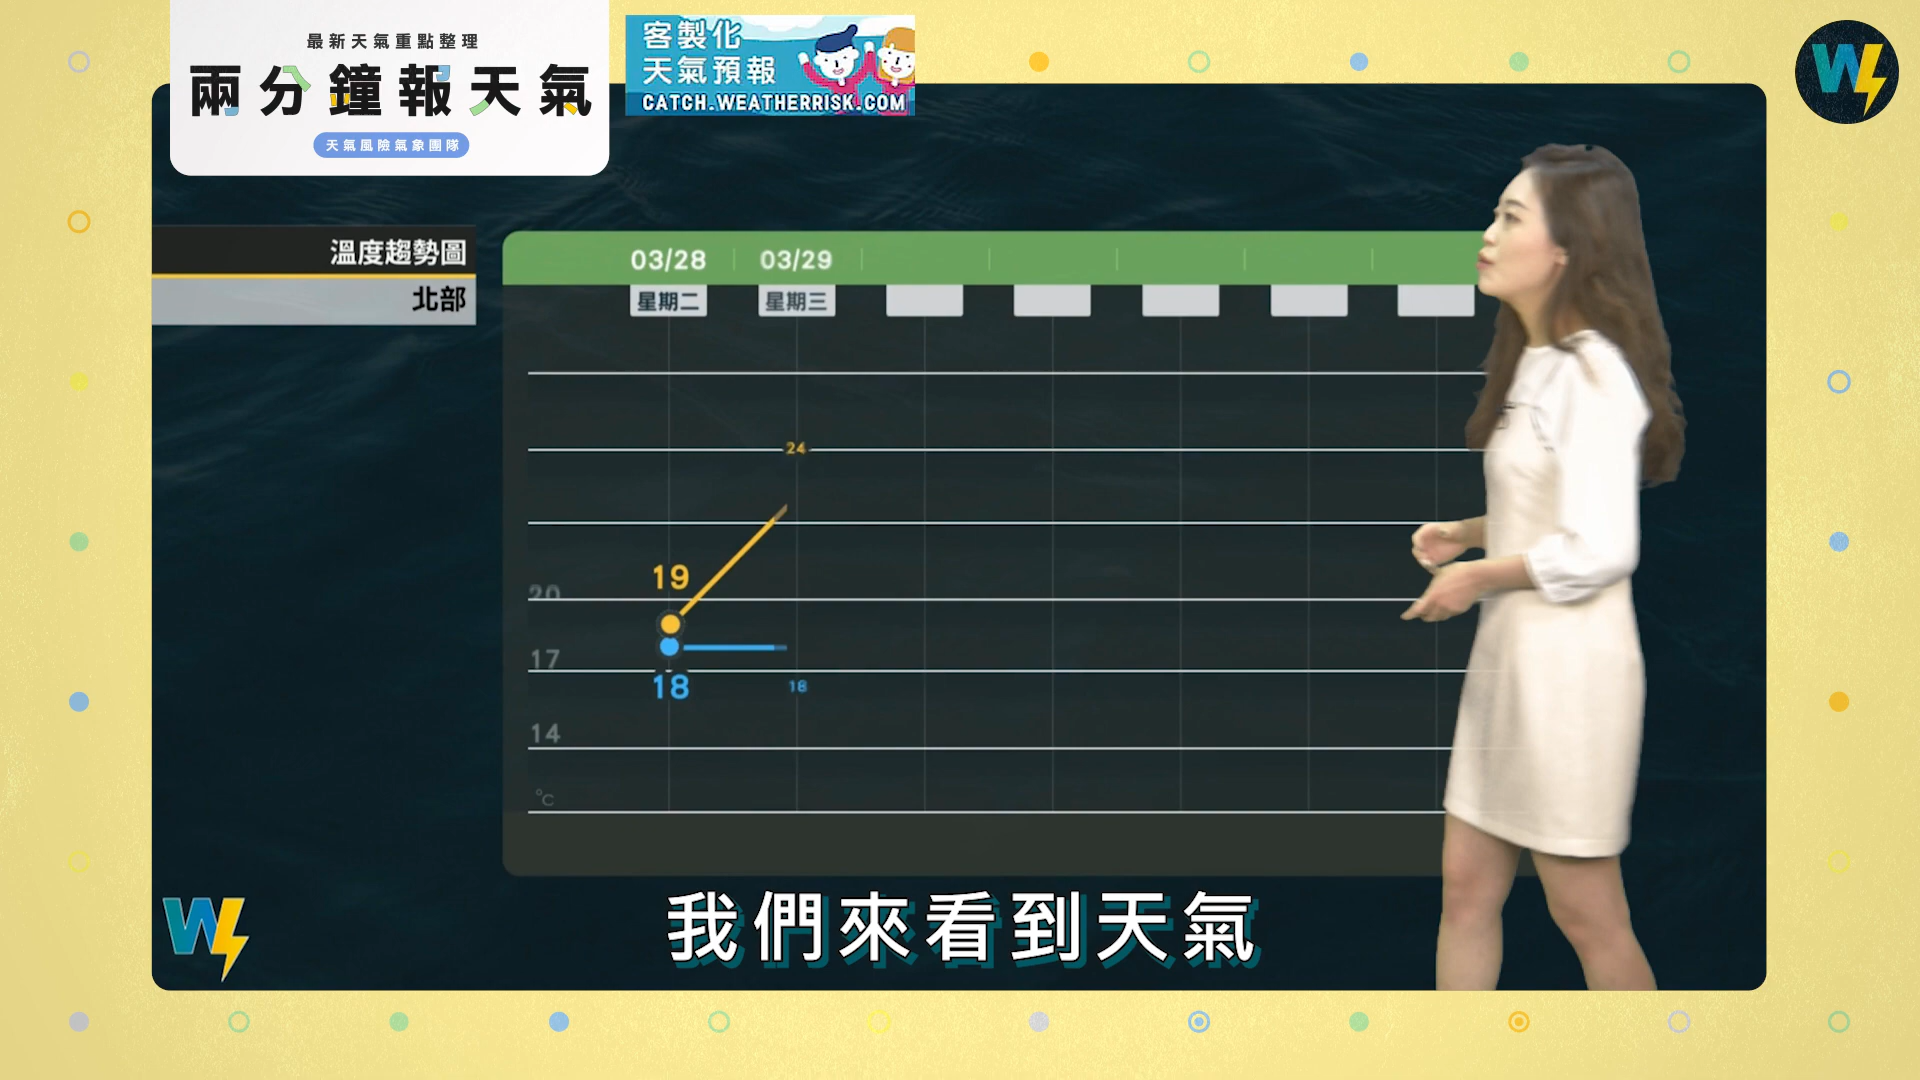 最新天氣重點整理
兩分鐘報天氣
天氣風險氣象團隊
客製化
天氣預報
CATCH.WEATHERRISK.COM
溫度趨勢圖
北部
03/28 03/29
星期二 星期三
24
19
20
17
18 18
14
°C
我們來看到天氣